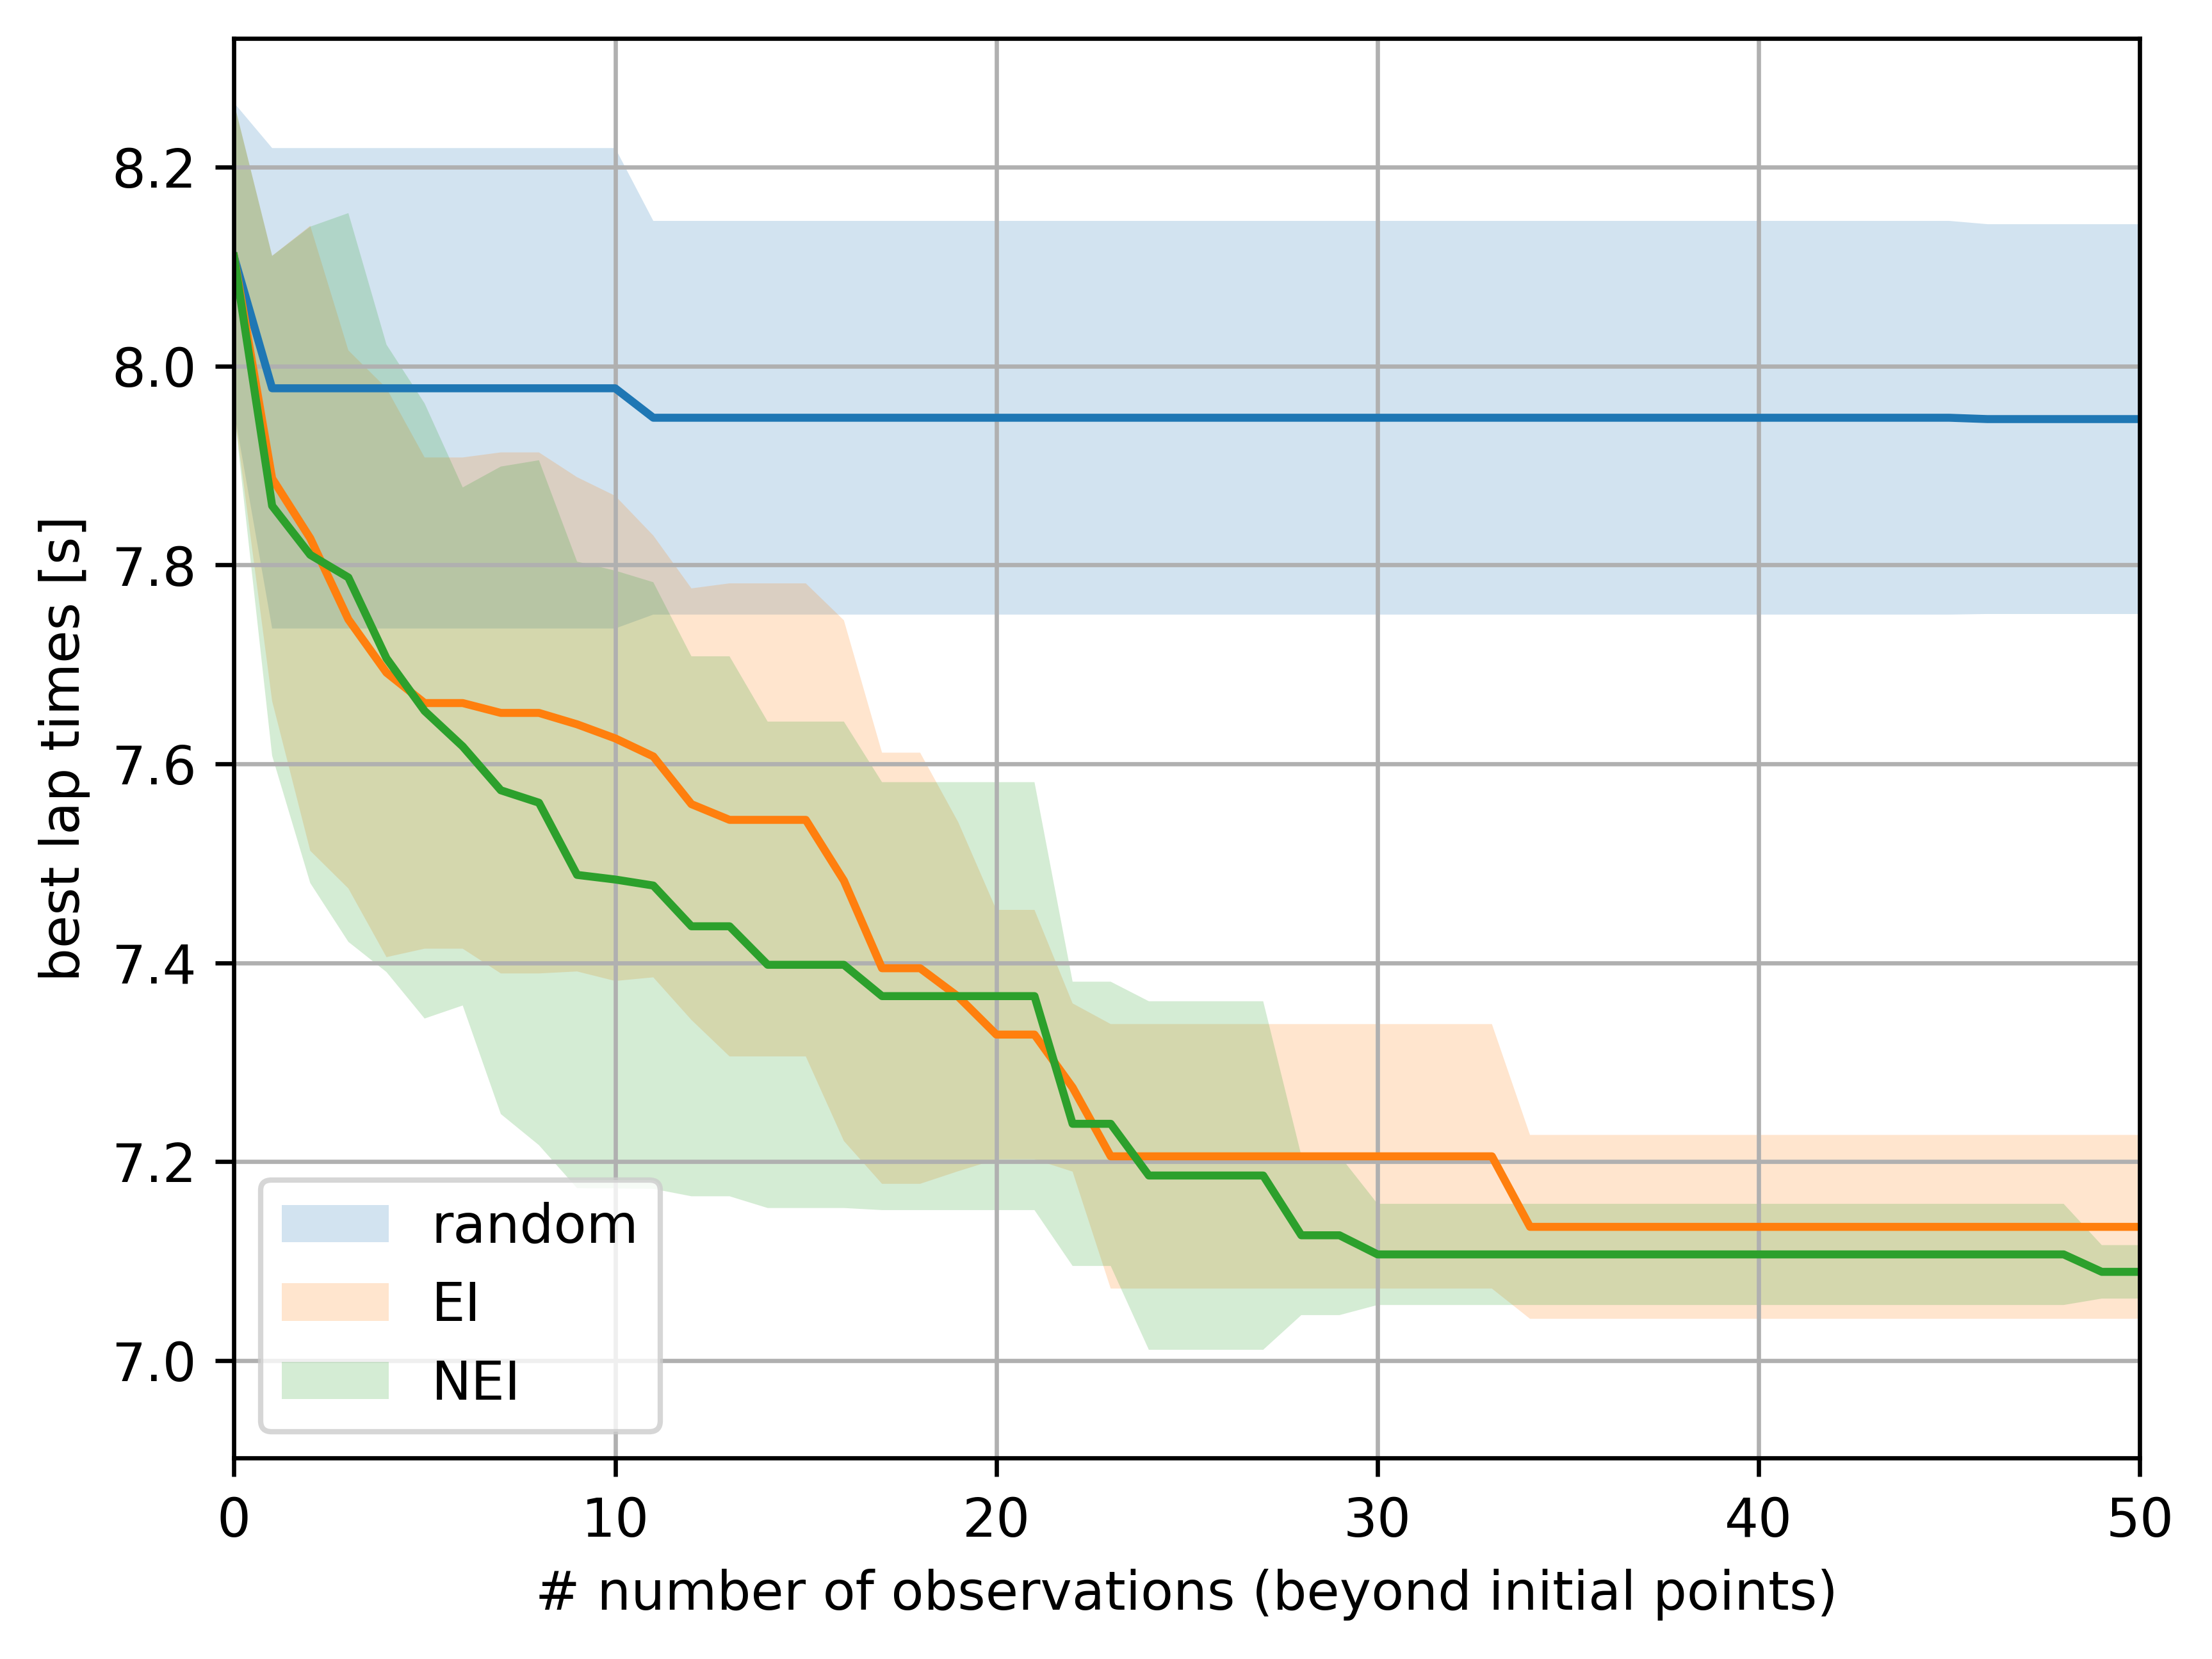 8.2
8.0
7.8
7.6
7.4
7.2
7.0
best lap times [s]
random
EI
NEI
0 10 20 30 40 50
# number of observations (beyond initial points)